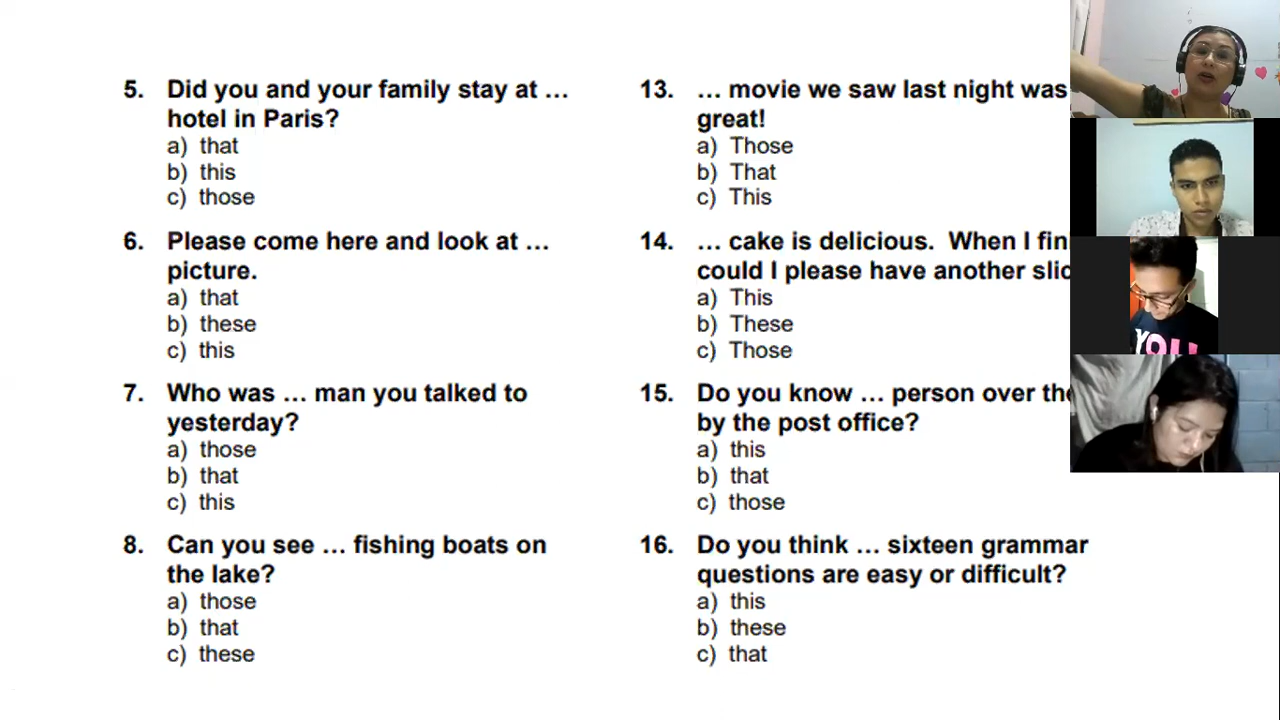 5. Did you and your family stay at …
hotel in Paris?
a) that
b) this
c) those
6. Please come here and look at …
picture.
a) that
b) these
c) this
7. Who was … man you talked to
yesterday?
a) those
b) that
c) this
8. Can you see … fishing boats on
the lake?
a) those
b) that
c) these
13. … movie we saw last night was
great!
a) Those
b) That
c) This
14. … cake is delicious. When I
could I please have another
a) This
b) These
c) Those
15. Do you know … person over
by the post office?
a) this
b) that
c) those
16. Do you think … sixteen grammar
questions are easy or difficult?
a) this
b) these
c) that
YOU